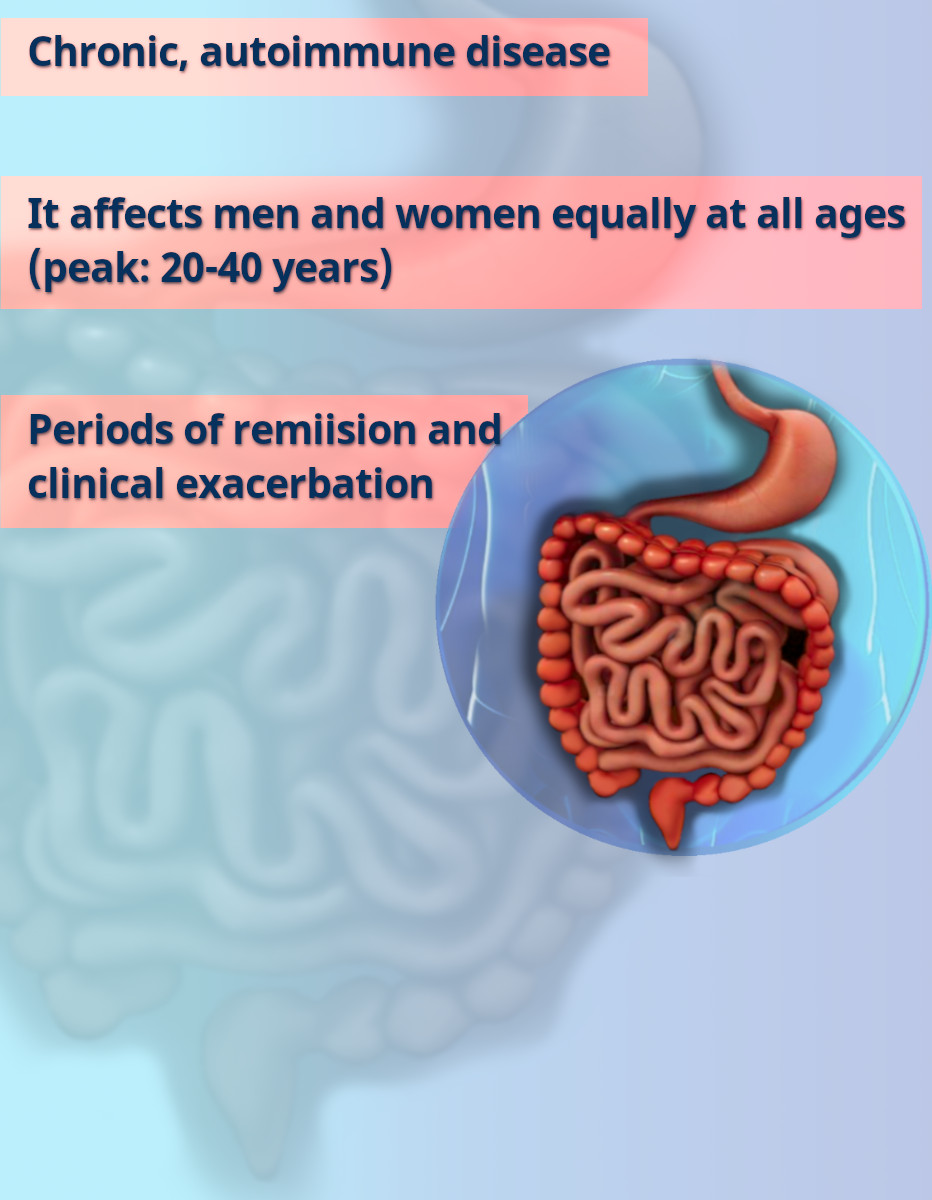 Chronic, autoimmune disease
It affects men and women equally at all ages
(peak: 20-40 years)
Periods of remiision and
clinical exacerbation